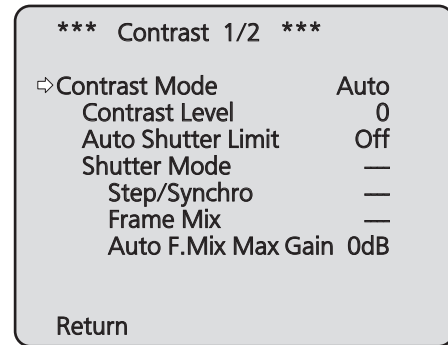 *** Contrast 1/2 ***
⇨Contrast Mode Auto
Contrast Level 0
Auto Shutter Limit Off
Shutter Mode —
Step/Synchro —
Frame Mix —
Auto F.Mix Max Gain 0dB
Return